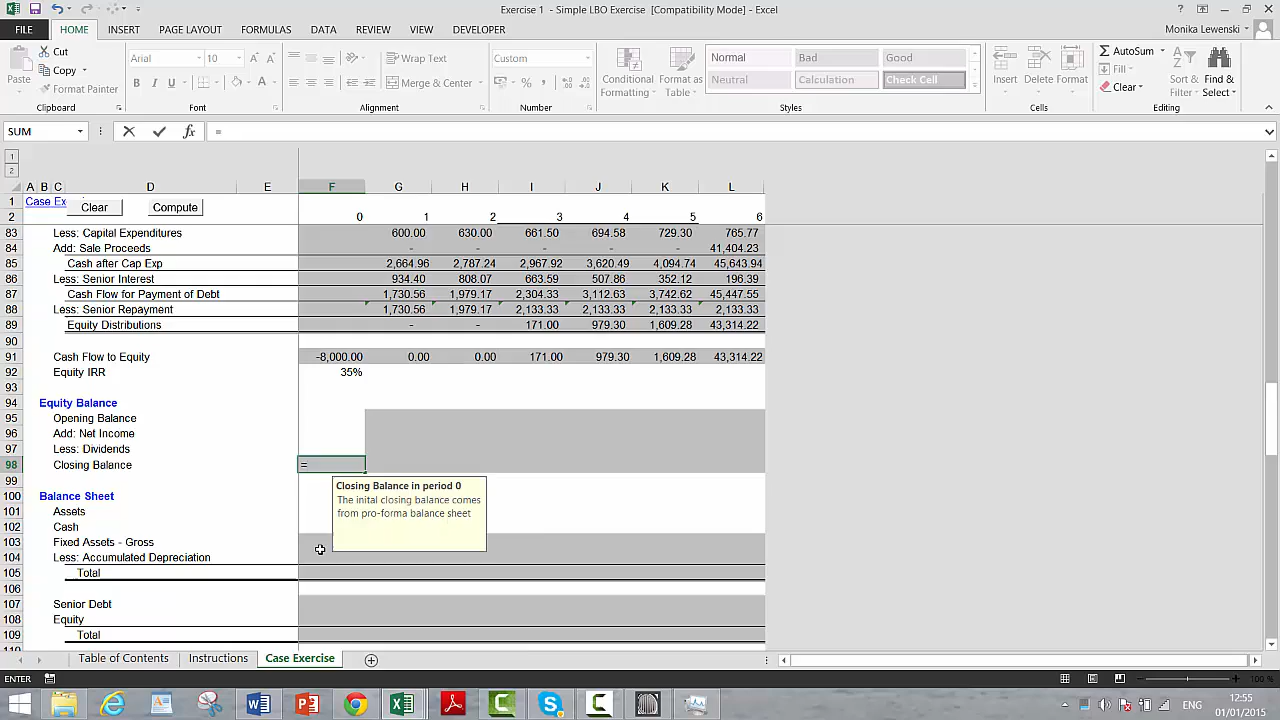 Exercise 1 - Simple LBO Exercise [Compatibility Mode] - Excel
FILE HOME INSERT PAGE LAYOUT FORMULAS DATA REVIEW VIEW DEVELOPER Monika Lewenski
Cut
Copy
Format Painter
Paste
Clipboard
Arial 10
B I U
Font
Wrap Text
Merge & Center
Alignment
Custom
Number
Conditional Formatting
Format as Table
Normal Bad Good
Neutral Calculation Check Cell
Styles
Insert Delete Format
Cells
AutoSum
Fill
Clear
Sort & Filter
Find & Select
Editing
SUM =
1
2
A B C D E F G H I J K L
1 Case Ex Clear Compute
2 0 1 2 3 4 5 6
83 Less: Capital Expenditures 600.00 630.00 661.50 694.58 729.30 765.77
84 Add: Sale Proceeds - - - - - 41,404.23
85 Cash after Cap Exp 2,664.96 2,787.24 2,967.92 3,620.49 4,094.74 45,643.94
86 Less: Senior Interest 934.40 808.07 663.59 507.86 352.12 196.39
87 Cash Flow for Payment of Debt 1,730.56 1,979.17 2,304.33 3,112.63 3,742.62 45,447.55
88 Less: Senior Repayment 1,730.56 1,979.17 2,133.33 2,133.33 2,133.33 2,133.33
89 Equity Distributions - - 171.00 979.30 1,609.28 43,314.22
90
91 Cash Flow to Equity -8,000.00 0.00 0.00 171.00 979.30 1,609.28 43,314.22
92 Equity IRR 35%
93
94 Equity Balance
95 Opening Balance
96 Add: Net Income
97 Less: Dividends
98 Closing Balance =
99
Closing Balance in period 0
The inital closing balance comes
from pro-forma balance sheet
100 Balance Sheet
101 Assets
102 Cash
103 Fixed Assets - Gross
104 Less: Accumulated Depreciation
105 Total
106
107 Senior Debt
108 Equity
109 Total
Table of Contents Instructions Case Exercise
ENTER 100 %
ENG
12:55
01/01/2015